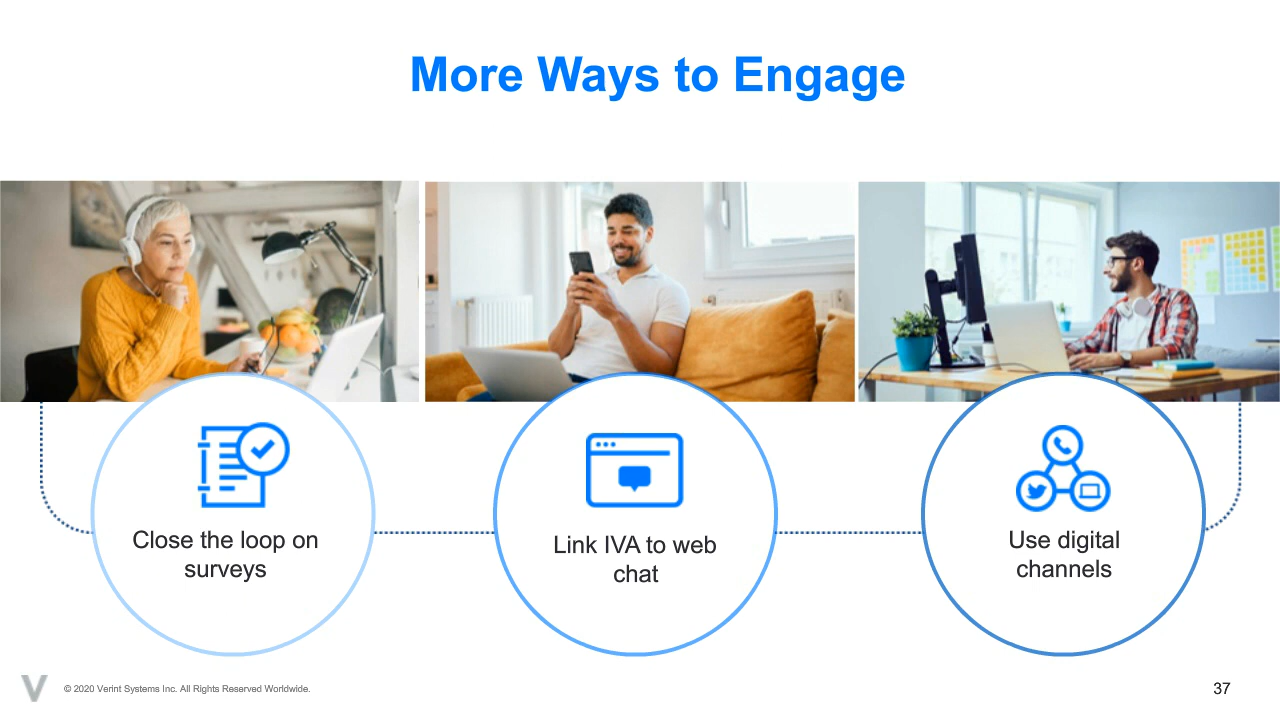 More Ways to Engage
Close the loop on
surveys
Link IVA to web
chat
Use digital
channels
© 2020 Verint Systems Inc. All Rights Reserved Worldwide.
37